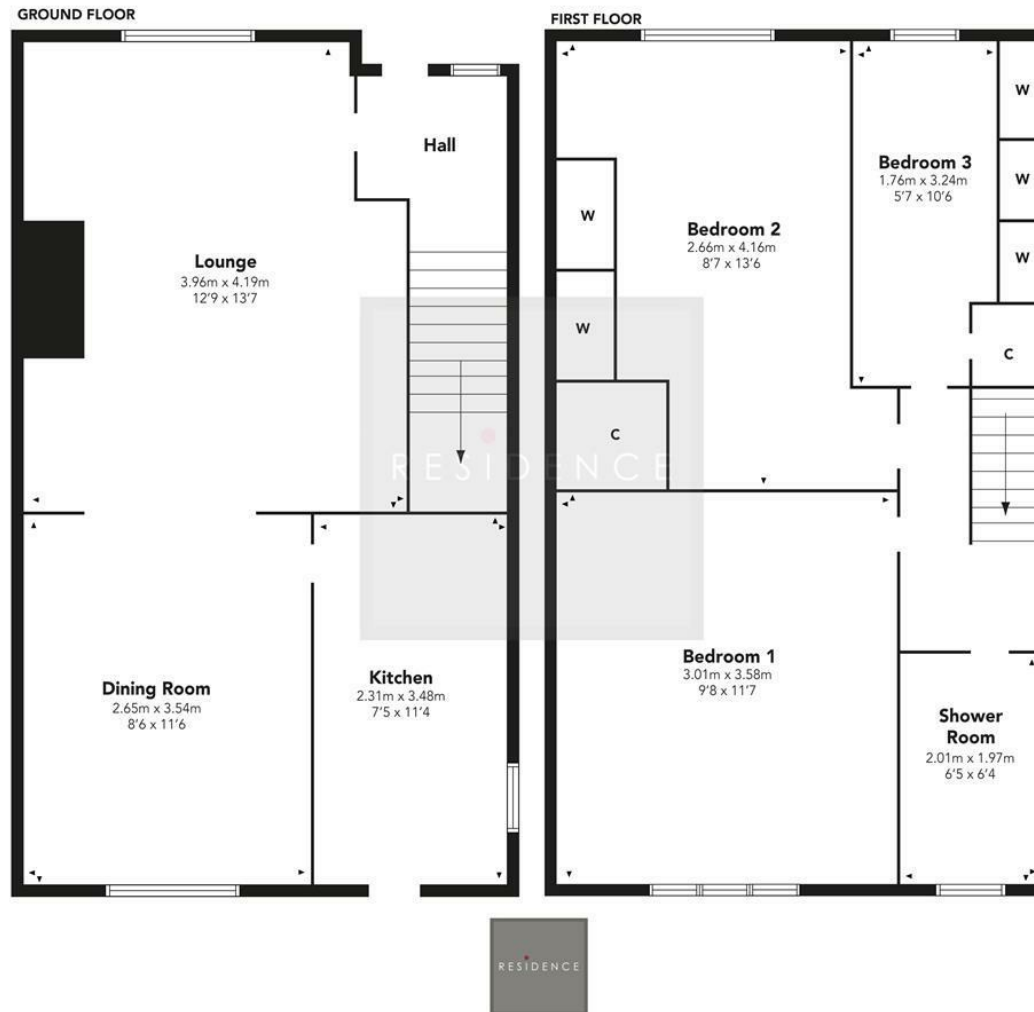 GROUND FLOOR
Hall
Lounge
3.96m x 4.19m
12'9 x 13'7
Dining Room
2.65m x 3.54m
8'6 x 11'6
Kitchen
2.31m x 3.48m
7'5 x 11'4
FIRST FLOOR
W
Bedroom 3
1.76m x 3.24m
5'7 x 10'6
W
W
W
Bedroom 2
2.66m x 4.16m
8'7 x 13'6
W
C
C
Bedroom 1
3.01m x 3.58m
9'8 x 11'7
Shower
Room
2.01m x 1.97m
6'5 x 6'4
RESIDENCE
RESIDENCE